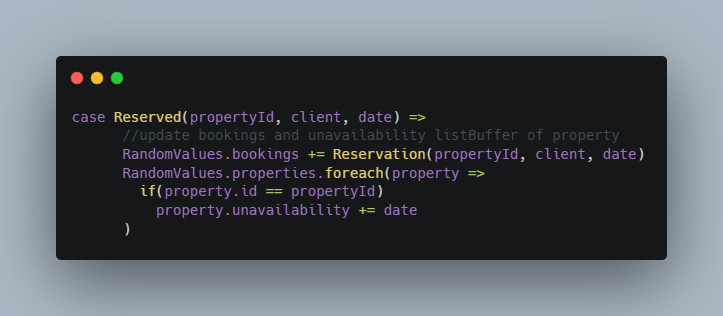 case Reserved(propertyId, client, date) =>
      //update bookings and unavailability listBuffer of property
      RandomValues.bookings += Reservation(propertyId, client, date)
      RandomValues.properties.foreach(property =>
        if(property.id == propertyId)
          property.unavailability += date
      )